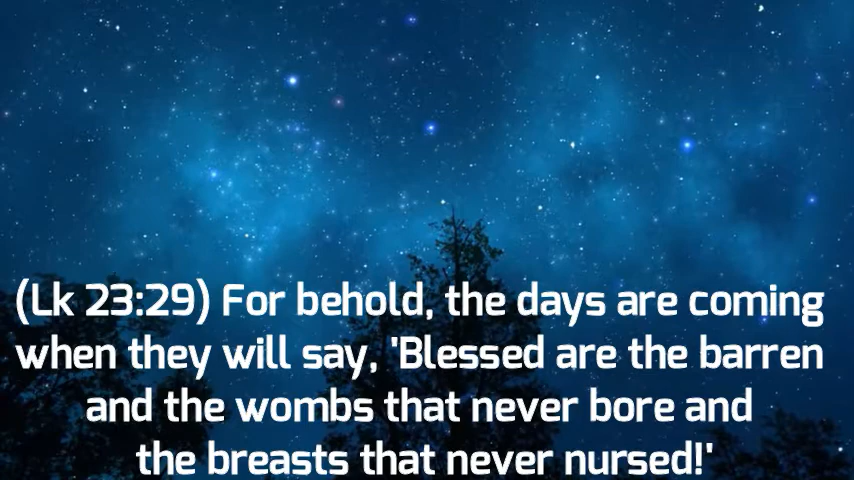 (Lk 23:29) For behold, the days are coming
when they will say, 'Blessed are the barren
and the wombs that never bore and
the breasts that never nursed!'